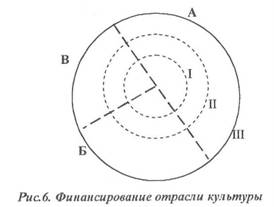 А
В
I
II
III
Б
Рис.6. Финансирование отрасли культуры